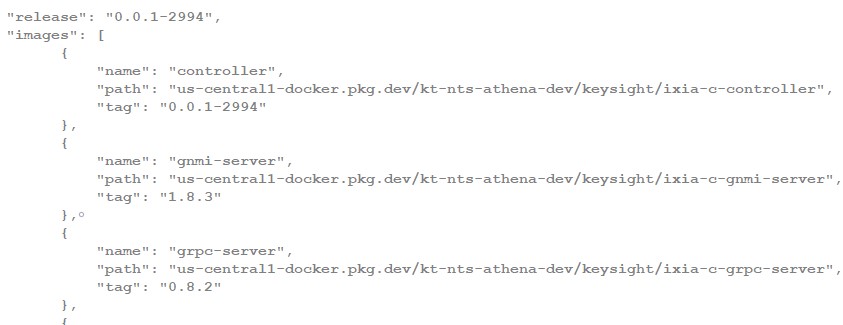 "release": "0.0.1-2994",
"images": [
{
"name": "controller",
"path": "us-central1-docker.pkg.dev/kt-nts-athena-dev/keysight/ixia-c-controller",
"tag": "0.0.1-2994"
},
{
"name": "gnmi-server",
"path": "us-central1-docker.pkg.dev/kt-nts-athena-dev/keysight/ixia-c-gnmi-server",
"tag": "1.8.3"
},
{
"name": "grpc-server",
"path": "us-central1-docker.pkg.dev/kt-nts-athena-dev/keysight/ixia-c-grpc-server",
"tag": "0.8.2"
},
{